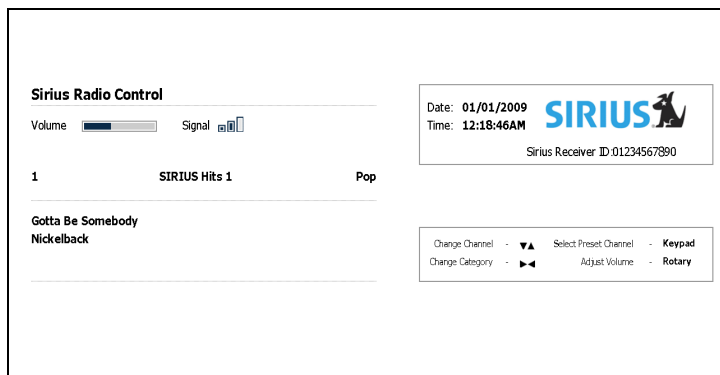 Sirius Radio Control
Volume Signal
1 SIRIUS Hits 1 Pop
Gotta Be Somebody
Nickelback
Date: 01/01/2009
Time: 12:18:46AM
SIRIUS
Sirius Receiver ID:01234567890
Change Channel - ▼▲ Select Preset Channel - Keypad
Change Category - ►◄ Adjust Volume - Rotary